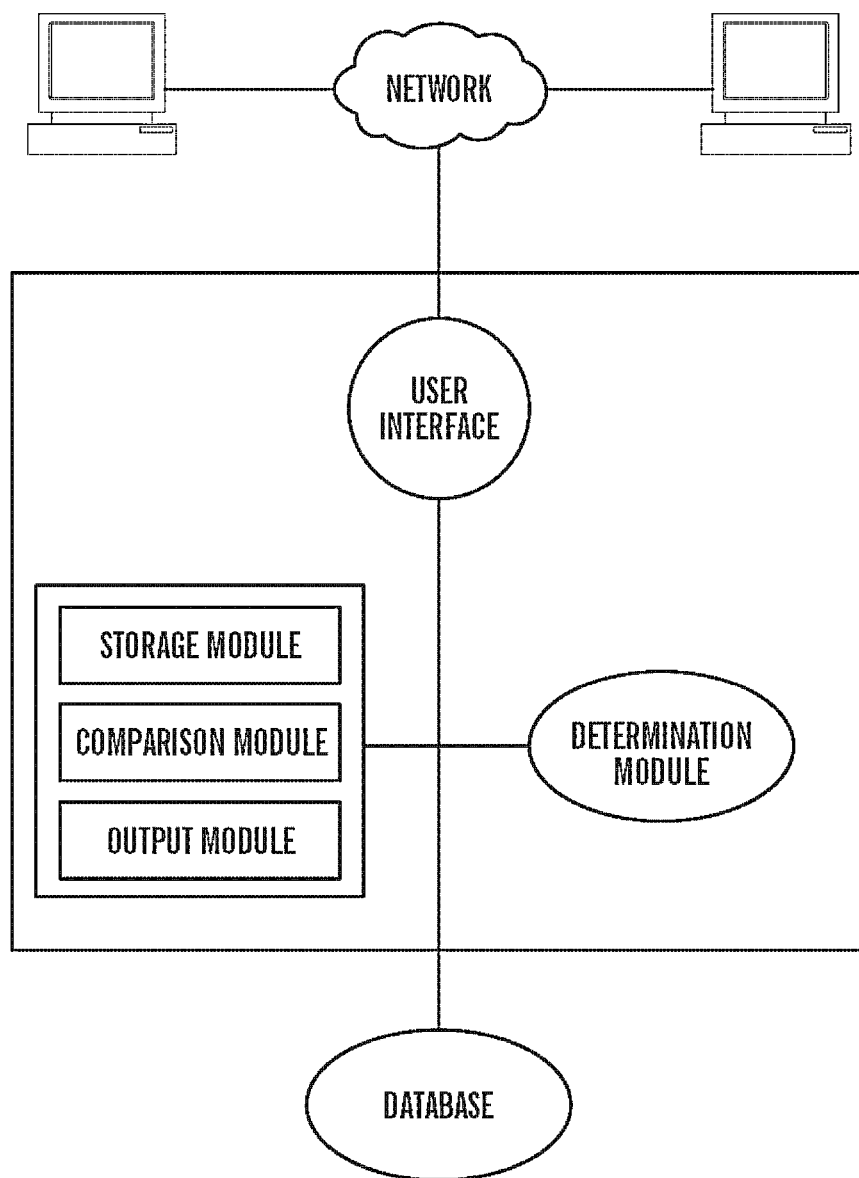 NETWORK
USER
INTERFACE
STORAGE MODULE
COMPARISON MODULE
OUTPUT MODULE
DETERMINATION
MODULE
DATABASE